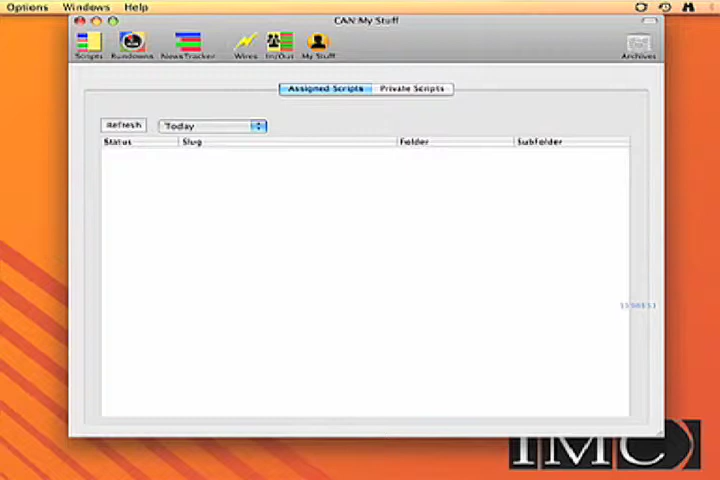 Options Windows Help
CAN:My Stuff
Scripts Rundowns NewsTracker Wires In/Out My Stuff Archives
Assigned Scripts Private Scripts
Refresh Today
Status Slug Folder Subfolder
IMC